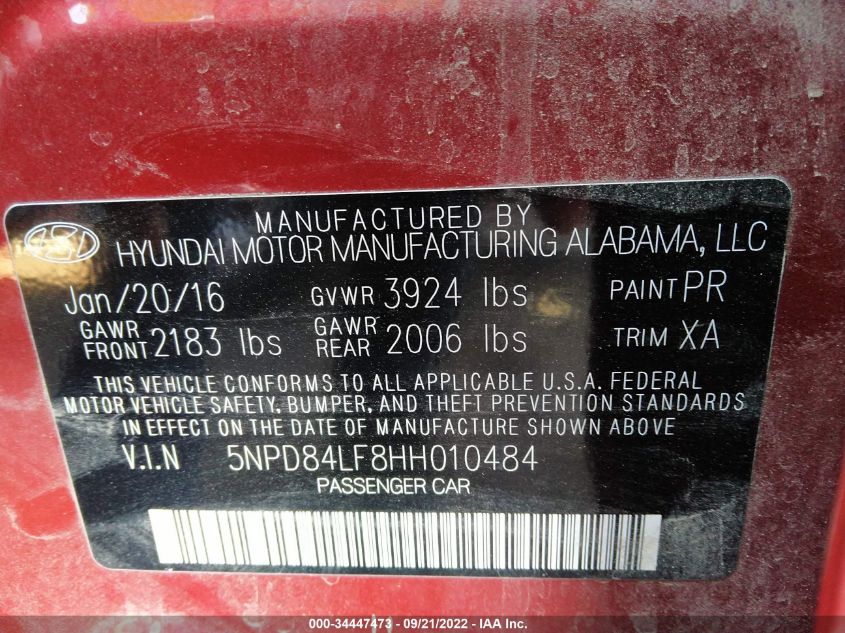 MANUFACTURED BY
HYUNDAI MOTOR MANUFACTURING ALABAMA, LLC
Jan/20/16 GVWR 3924 lbs PAINT PR
GAWR FRONT 2183 lbs GAWR REAR 2006 lbs TRIM XA
THIS VEHICLE CONFORMS TO ALL APPLICABLE U.S.A. FEDERAL
MOTOR VEHICLE SAFETY, BUMPER, AND THEFT PREVENTION STANDARDS
IN EFFECT ON THE DATE OF MANUFACTURE SHOWN ABOVE
V.I.N 5NPD84LF8HH010484
PASSENGER CAR
000-34447473 - 09/21/2022 - IAA Inc.